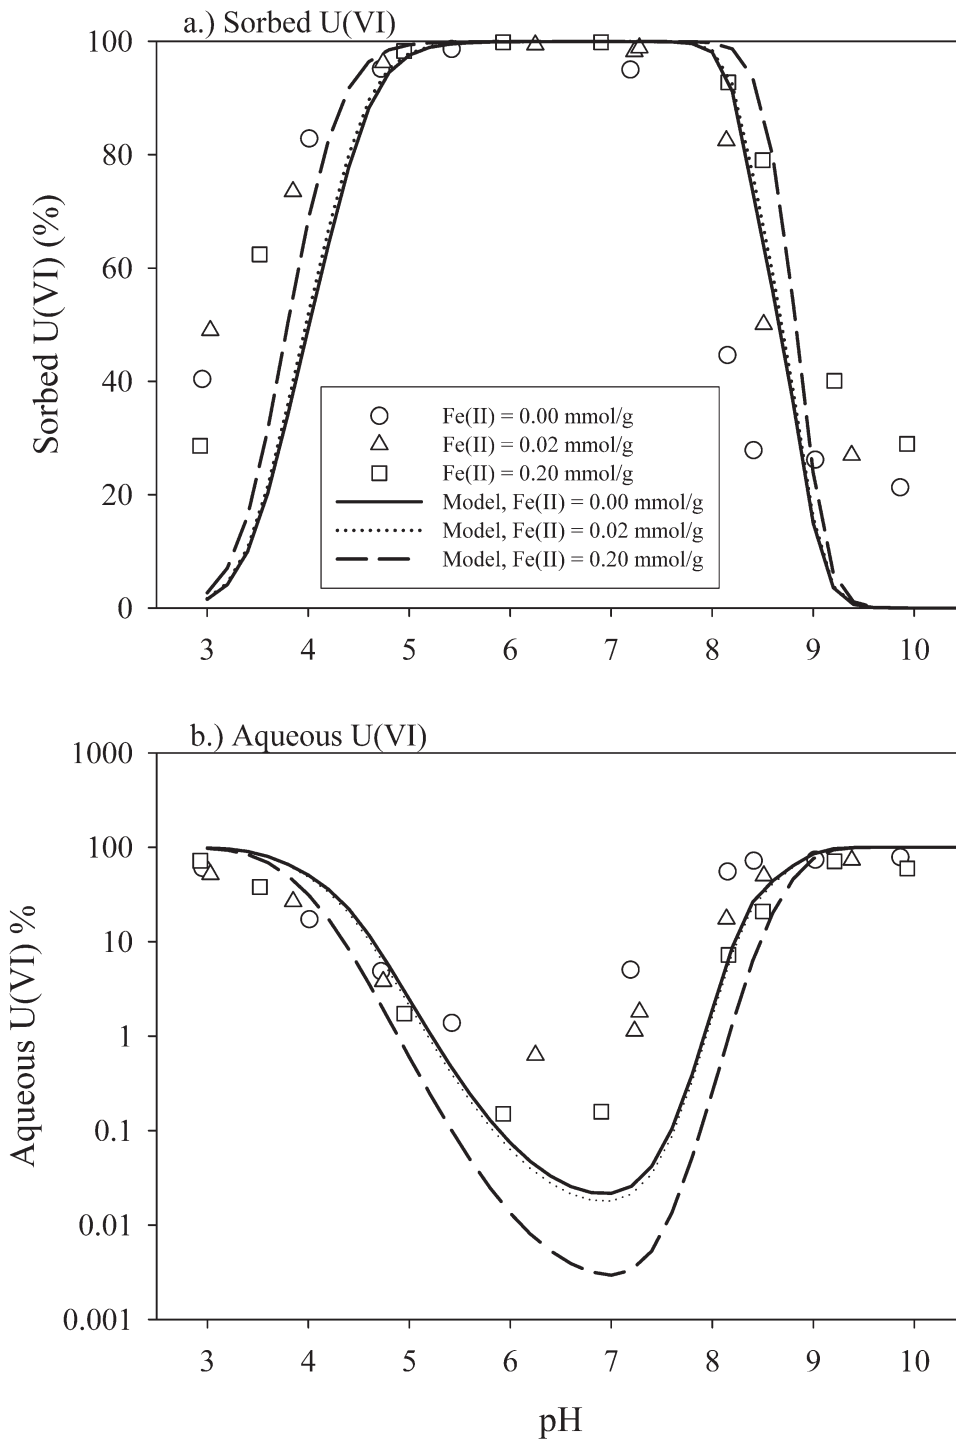 a.) Sorbed U(VI)
100
80
60
40
20
0
Sorbed U(VI) (%)
Fe(II) = 0.00 mmol/g
Fe(II) = 0.02 mmol/g
Fe(II) = 0.20 mmol/g
Model, Fe(II) = 0.00 mmol/g
Model, Fe(II) = 0.02 mmol/g
Model, Fe(II) = 0.20 mmol/g
3 4 5 6 7 8 9 10
b.) Aqueous U(VI)
1000
100
10
1
0.1
0.01
0.001
Aqueous U(VI) %
3 4 5 6 7 8 9 10
pH